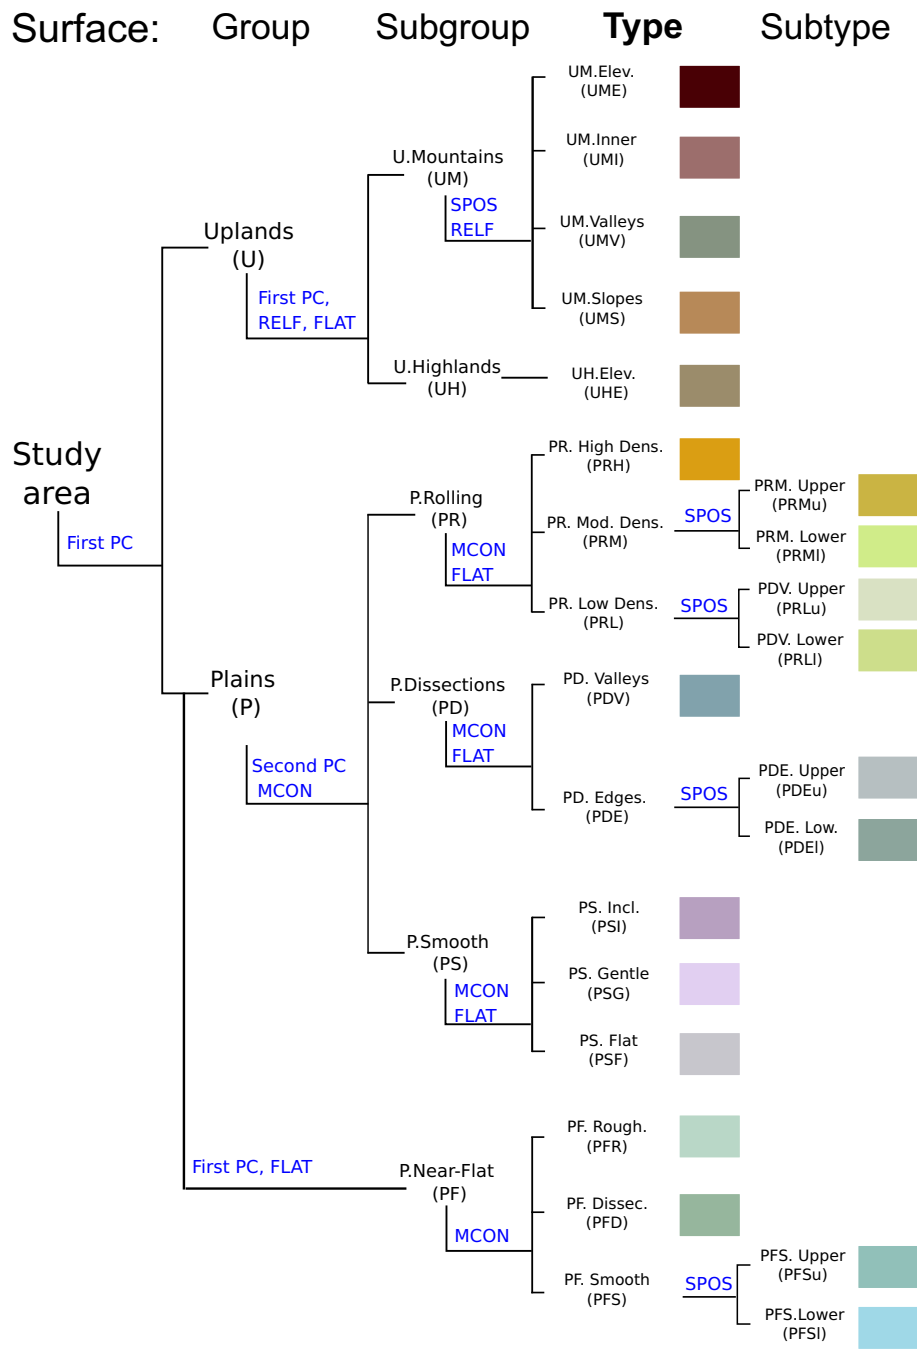 Surface: Group Subgroup Type Subtype
UM.Elev.
(UME)
UM.Inner
(UMI)
U.Mountains
(UM)
SPOS
RELF
UM.Valleys
(UMV)
UM.Slopes
(UMS)
Uplands
(U)
First PC,
RELF, FLAT
U.Highlands
(UH)
UH.Elev.
(UHE)
Study
area
First PC
P.Rolling
(PR)
MCON
FLAT
PR. High Dens.
(PRH)
PR. Mod. Dens.
(PRM)
SPOS
PRM. Upper
(PRMu)
PRM. Lower
(PRMl)
PR. Low Dens.
(PRL)
SPOS
PDV. Upper
(PRLu)
PDV. Lower
(PRLl)
Plains
(P)
Second PC
MCON
P.Dissections
(PD)
MCON
FLAT
PD. Valleys
(PDV)
PD. Edges.
(PDE)
SPOS
PDE. Upper
(PDEu)
PDE. Low.
(PDEl)
P.Smooth
(PS)
MCON
FLAT
PS. Incl.
(PSI)
PS. Gentle
(PSG)
PS. Flat
(PSF)
First PC, FLAT
P.Near-Flat
(PF)
MCON
PF. Rough.
(PFR)
PF. Dissec.
(PFD)
PF. Smooth
(PFS)
SPOS
PFS. Upper
(PFSu)
PFS.Lower
(PFSl)